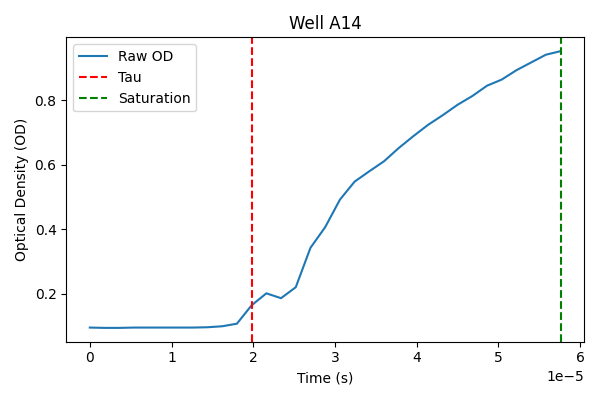 Well A14
Raw OD
Tau
Saturation
Optical Density (OD)
0.8
0.6
0.4
0.2
0 1 2 3 4 5 6
1e−5
Time (s)